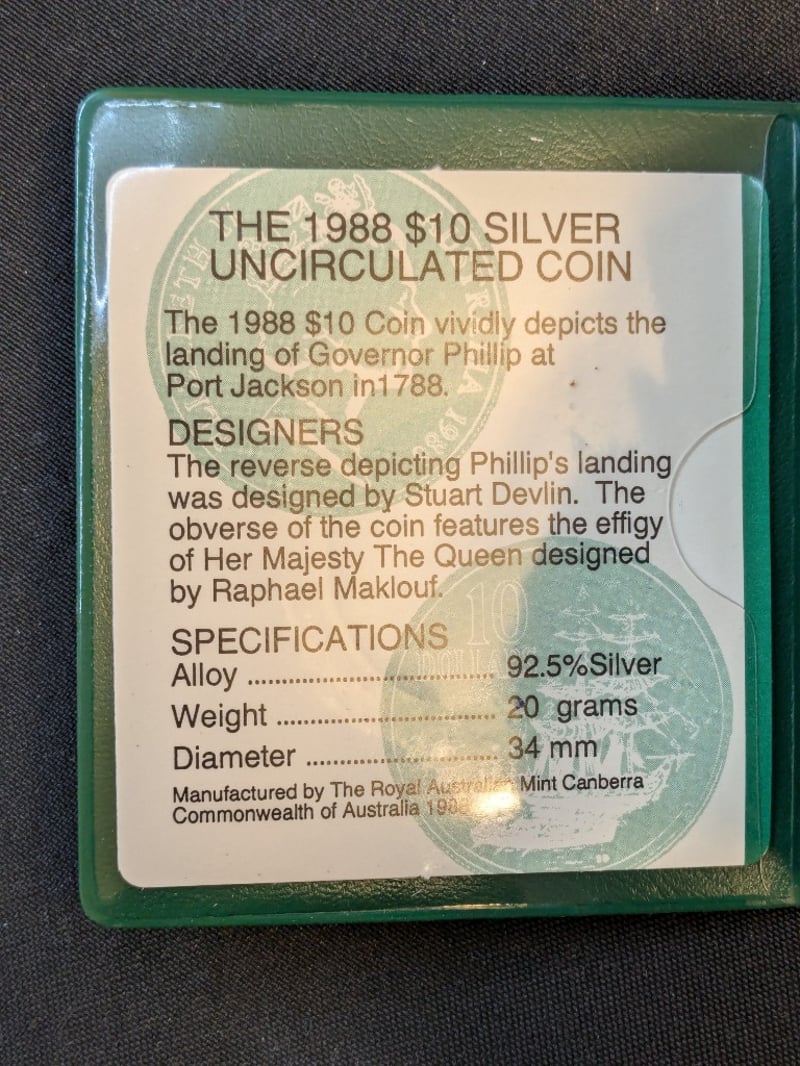 THE 1988 $10 SILVER
UNCIRCULATED COIN
The 1988 $10 Coin vividly depicts the
landing of Governor Phillip at
Port Jackson in1788.
DESIGNERS
The reverse depicting Phillip's landing
was designed by Stuart Devlin. The
obverse of the coin features the effigy
of Her Majesty The Queen designed
by Raphael Maklouf.
SPECIFICATIONS
Alloy .............................. 92.5%Silver
Weight ........................... 20 grams
Diameter ....................... 34 mm
Manufactured by The Royal Australian Mint Canberra
Commonwealth of Australia 1988
10
DOLLARS